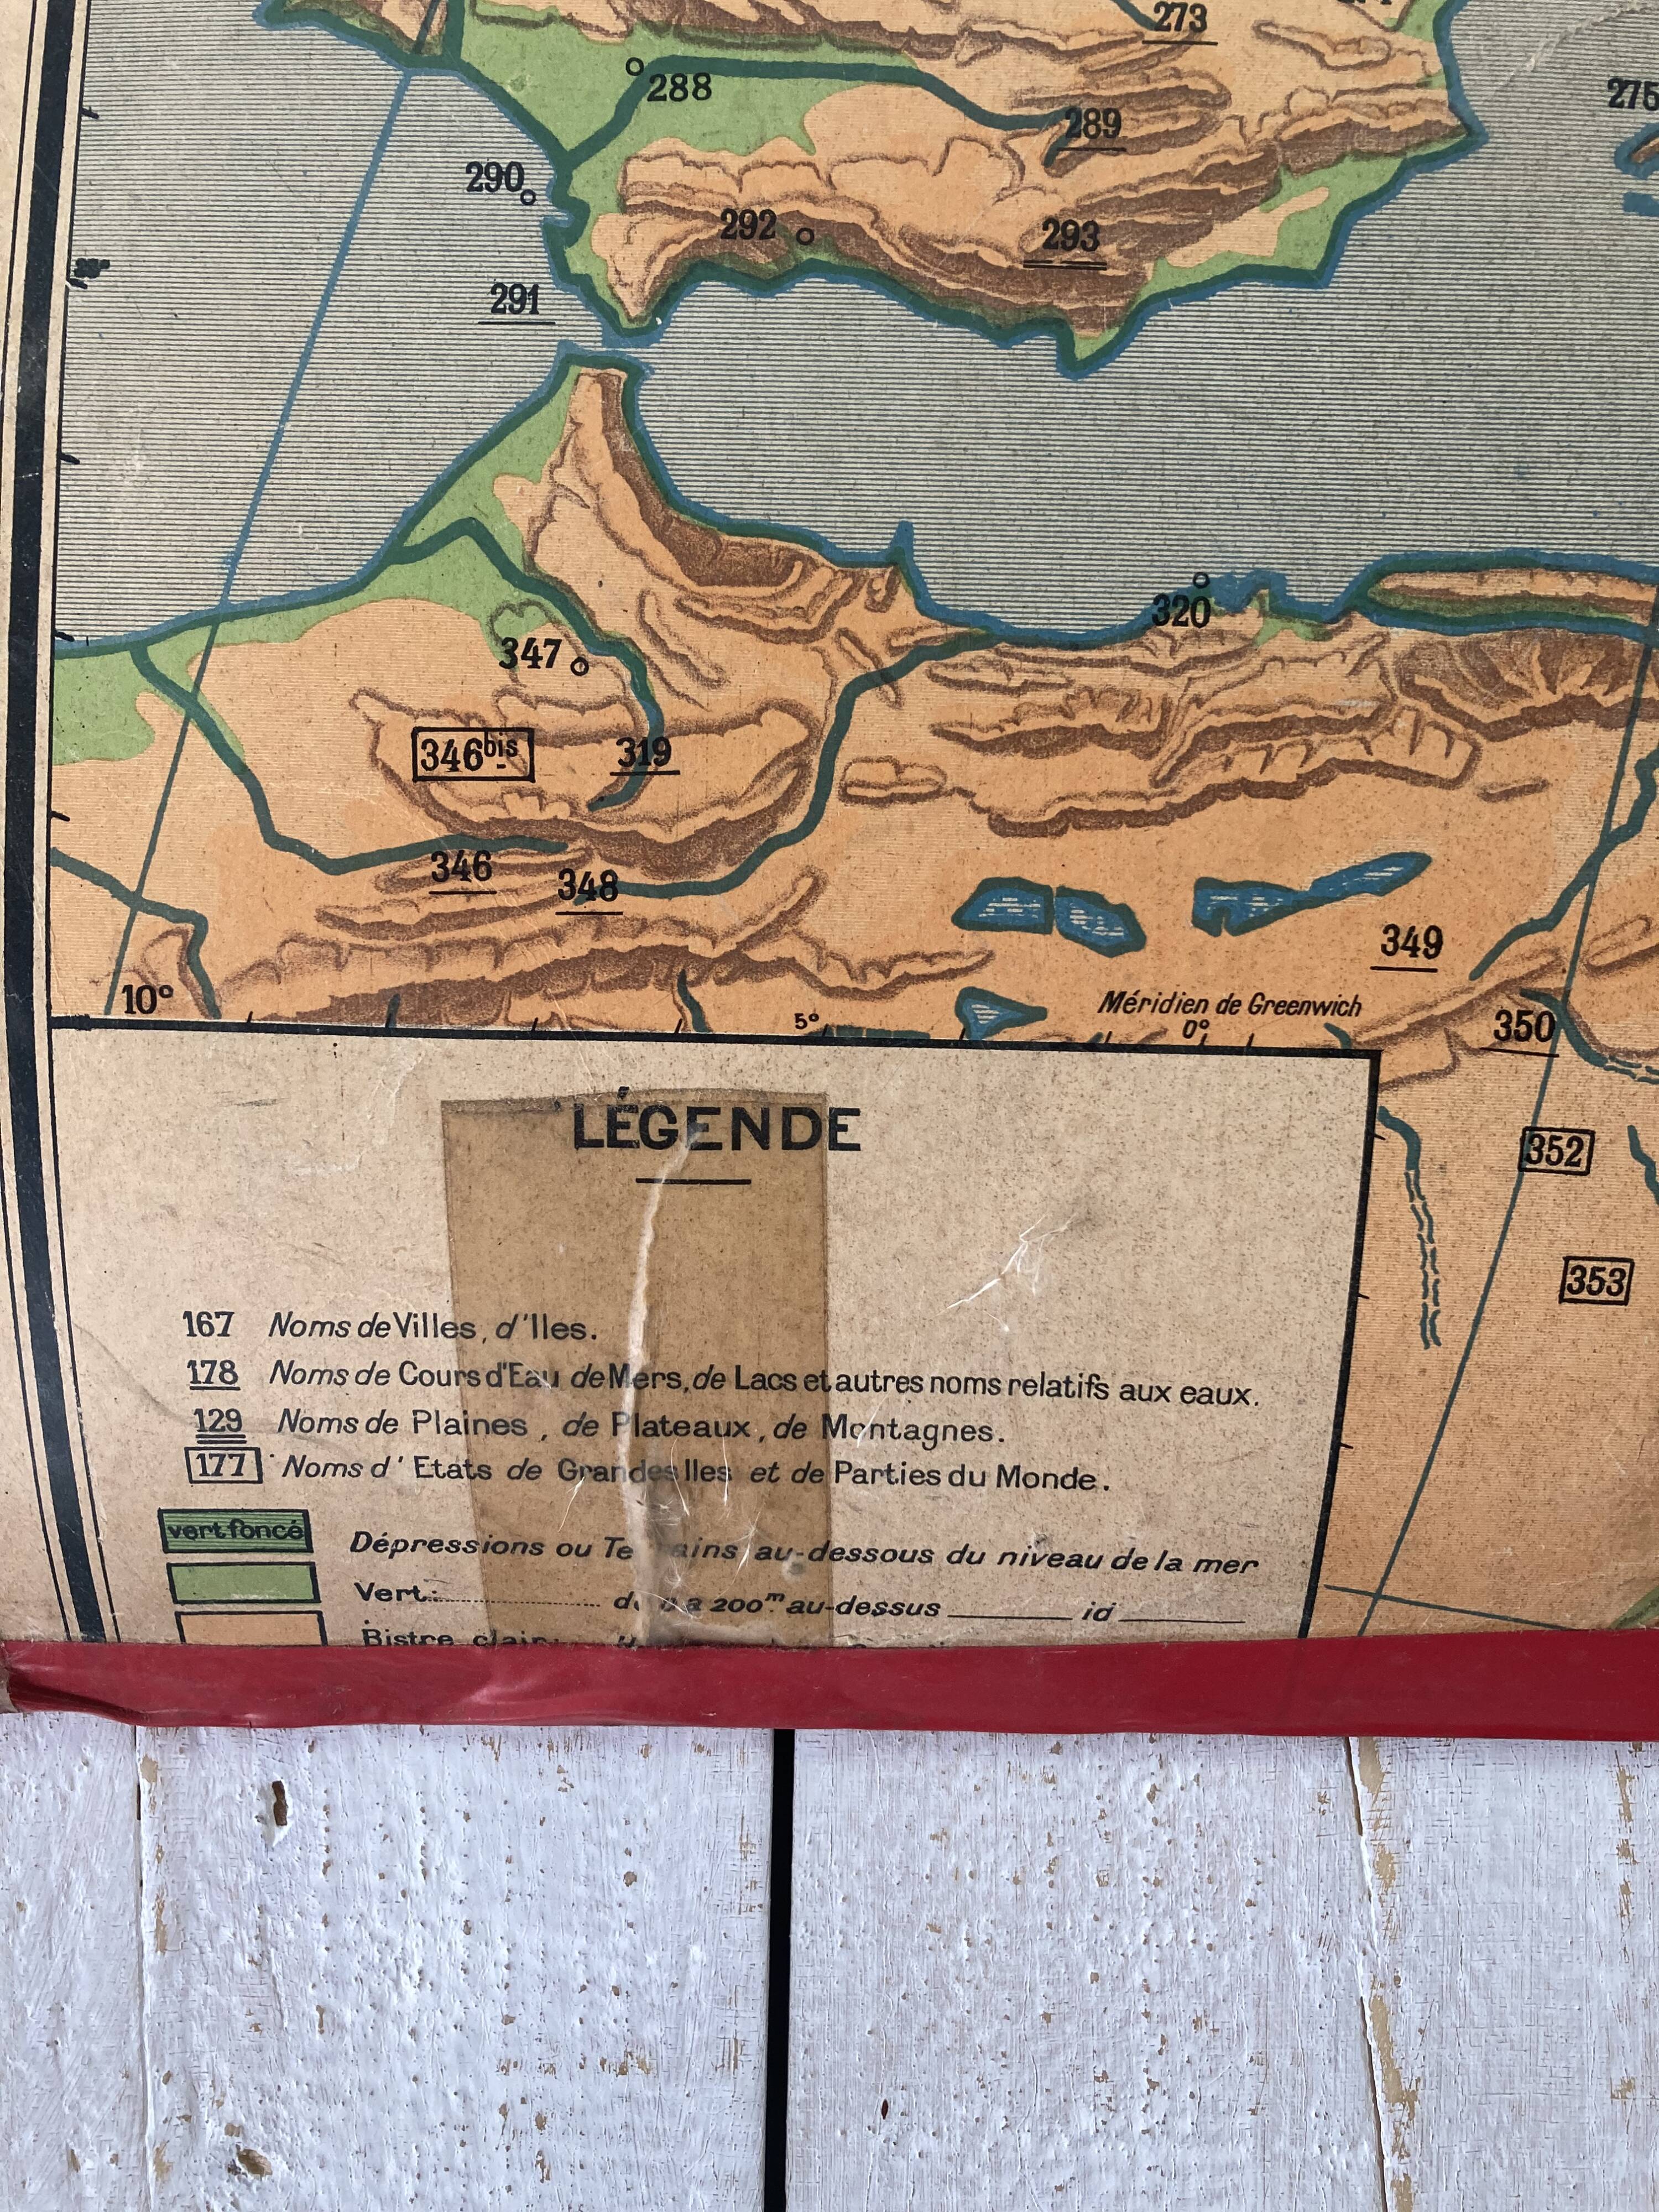 273
288
275
289
290
292
293
291
320
347
346bis
319
346
348
349
10°
Méridien de Greenwich
5°
0°
350
LÉGENDE
352
353
167 Noms de Villes, d'Iles.
178 Noms de Cours d'Eau de Mers, de Lacs et autres noms relatifs aux eaux.
129 Noms de Plaines, de Plateaux, de Montagnes.
177 Noms d'Etats de Grandes Iles et de Parties du Monde.
vert foncé Dépressions ou Terrains au-dessous du niveau de la mer
Vert: a 200m au-dessus id
Bistre clair